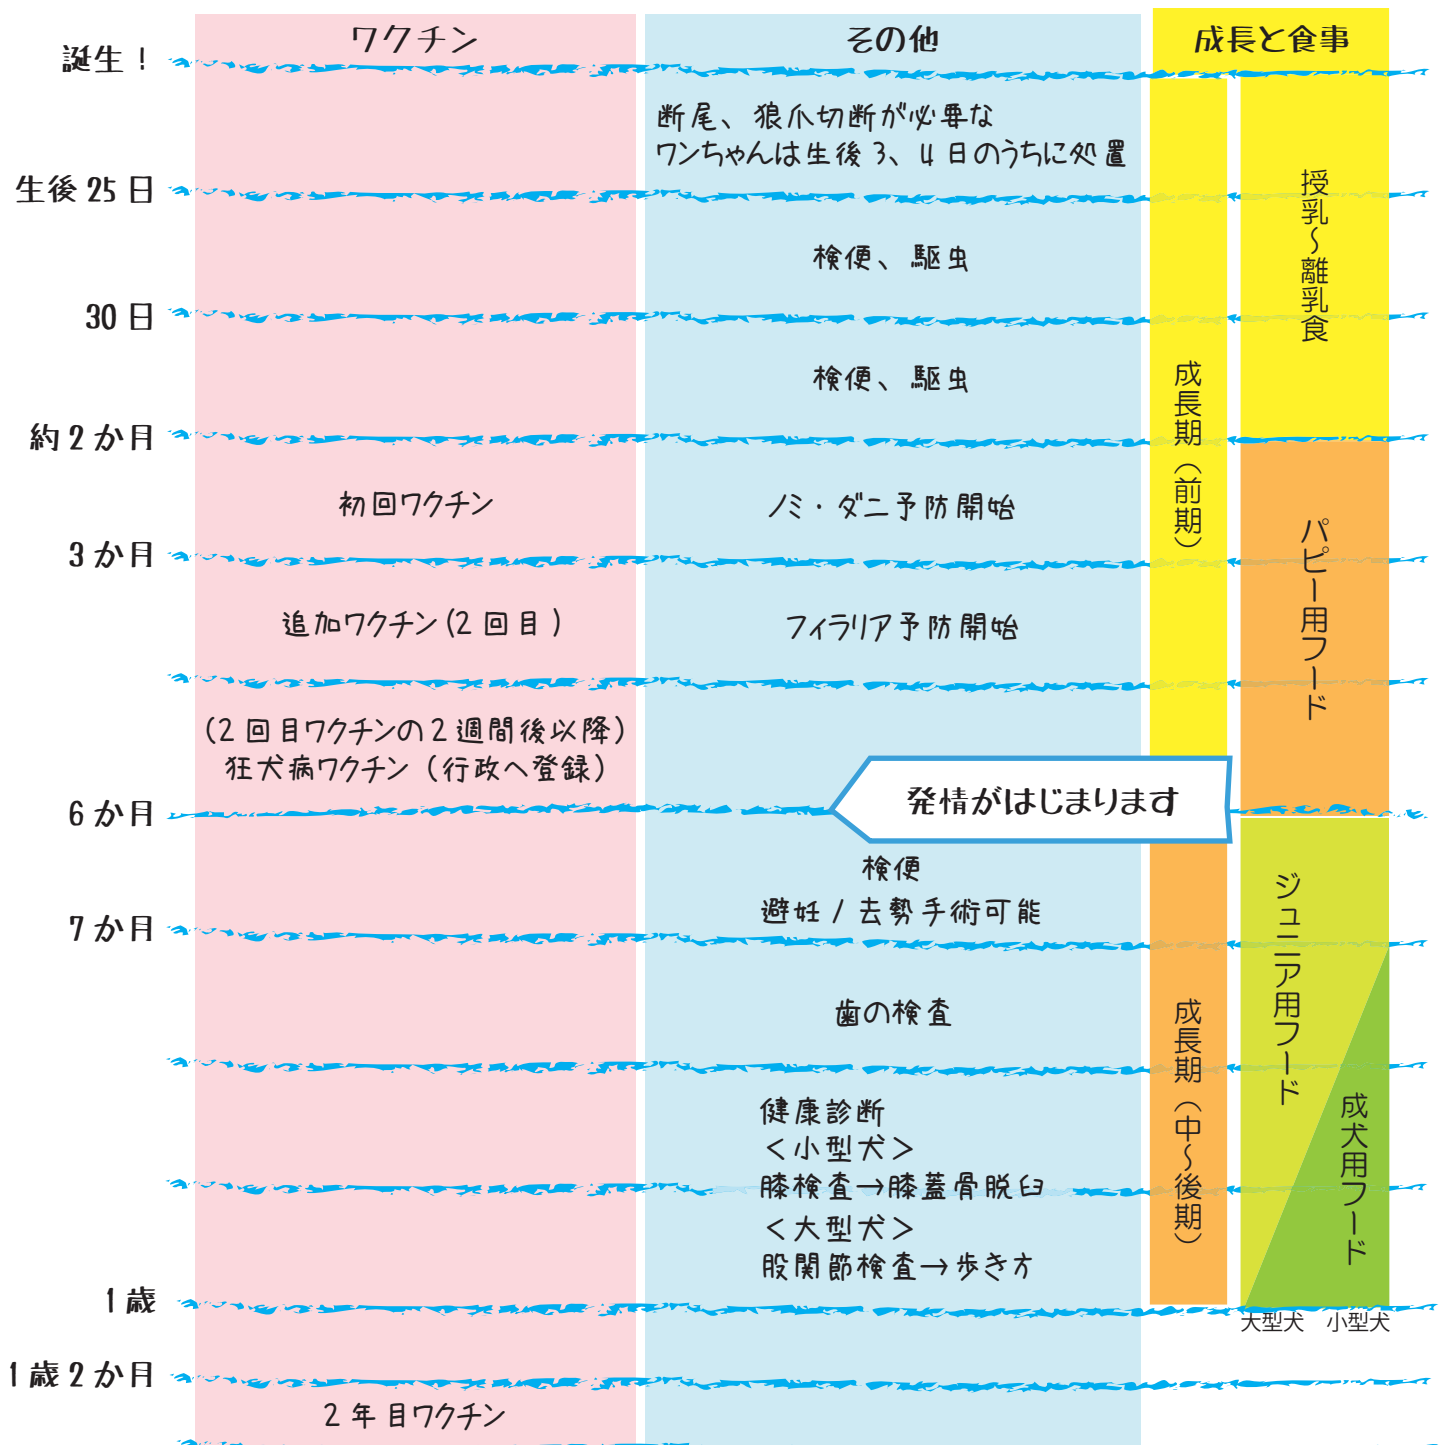 ワクチン
その他
成長と食事
誕生！
断尾、狼爪切断が必要な
ワンちゃんは生後3、4日のうちに処置
生後25日
検便、駆虫
30日
検便、駆虫
約2か月
初回ワクチン
ノミ・ダニ予防開始
3か月
追加ワクチン(2回目)
フィラリア予防開始
(2回目ワクチンの2週間後以降)
狂犬病ワクチン（行政へ登録）
6か月
発情がはじまります
検便
避妊/去勢手術可能
7か月
歯の検査
健康診断
＜小型犬＞
膝検査→膝蓋骨脱臼
＜大型犬＞
股関節検査→歩き方
1歳
1歳2か月
2年目ワクチン
成長期（前期）
成長期（中〜後期）
授乳〜離乳食
パピー用フード
ジュニア用フード
成犬用フード
大型犬
小型犬